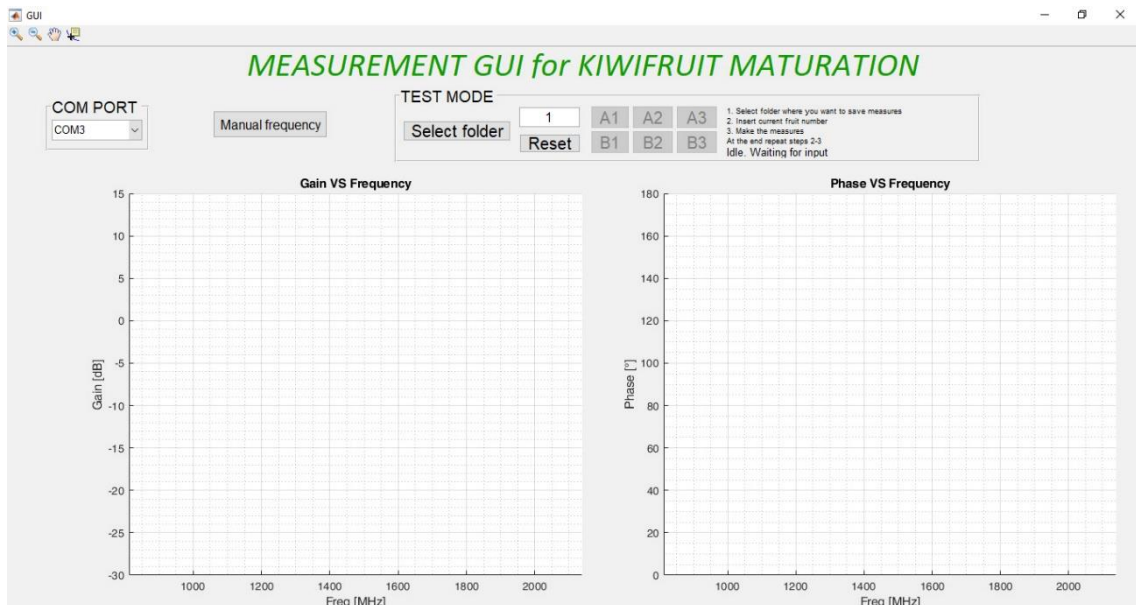 GUI
MEASUREMENT GUI for KIWIFRUIT MATURATION
COM PORT
COM3
Manual frequency
TEST MODE
Select folder
1
Reset
A1 A2 A3
B1 B2 B3
1. Select folder where you want to save measures
2. Insert current fruit number
3. Make the measures
At the end repeat steps 2-3
Idle. Waiting for input
Gain VS Frequency
15
10
5
0
-5
-10
-15
-20
-25
-30
Gain [dB]
1000 1200 1400 1600 1800 2000
Freq [MHz]
Phase VS Frequency
180
160
140
120
100
80
60
40
20
0
Phase [°]
1000 1200 1400 1600 1800 2000
Freq [MHz]